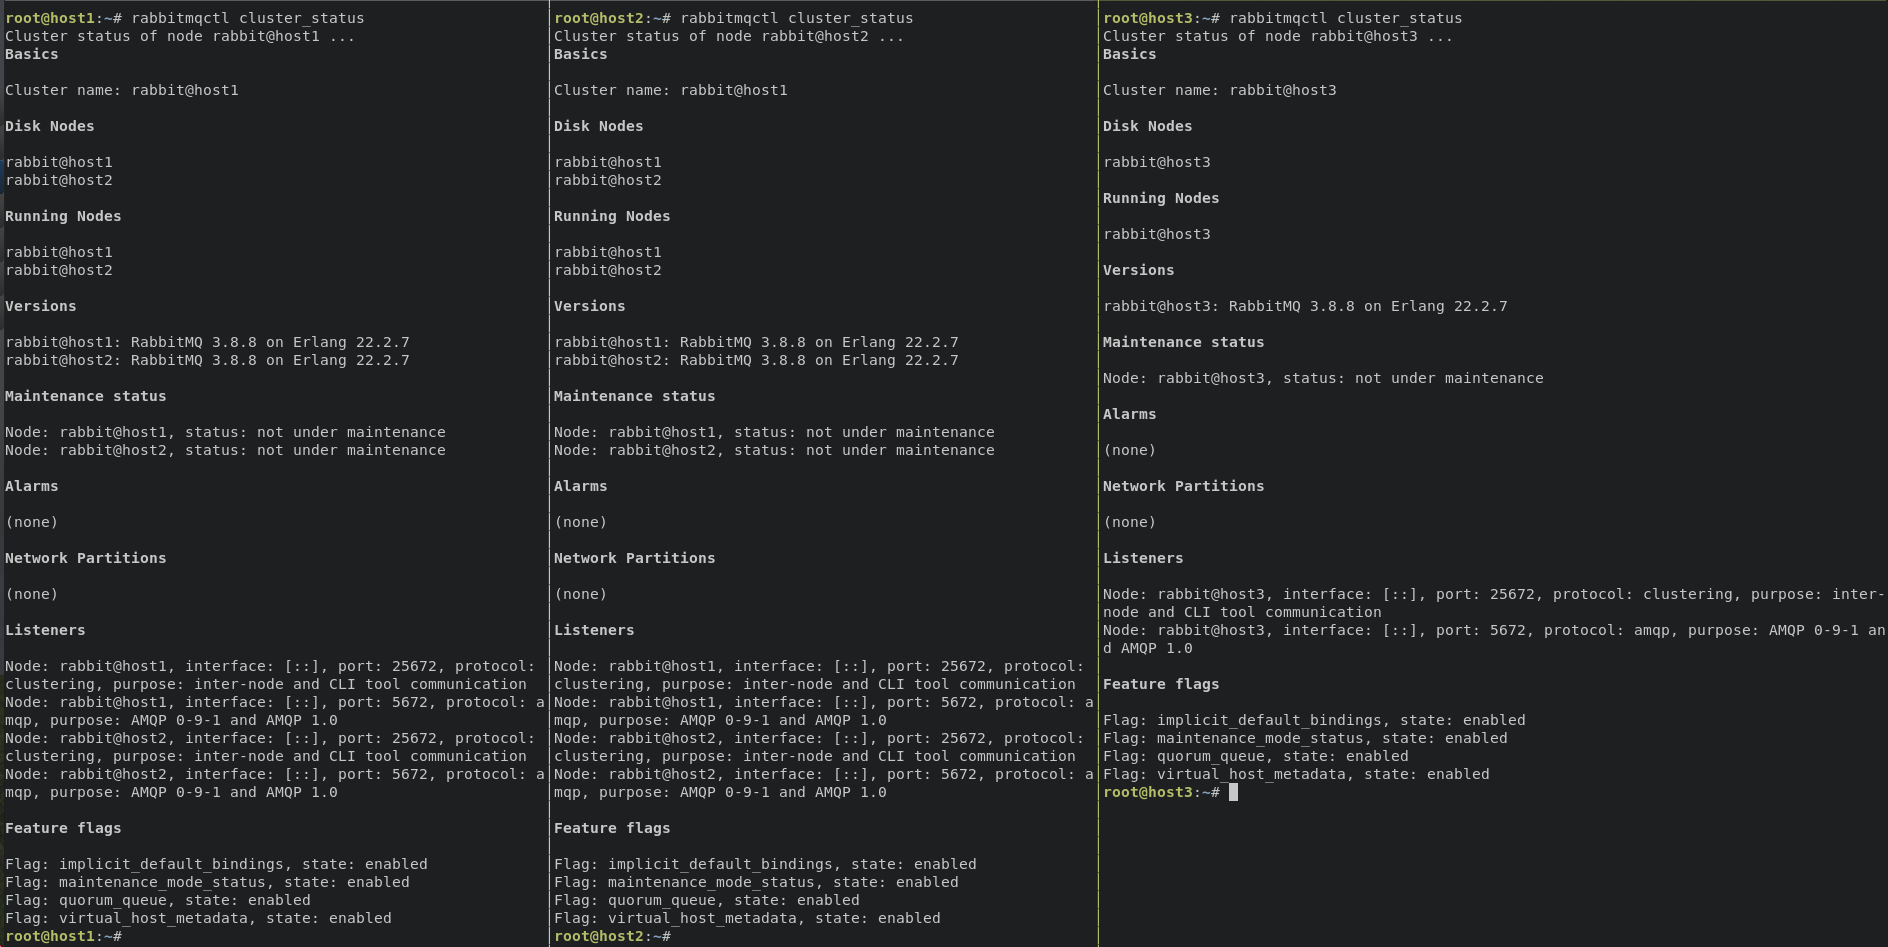 root@host1:~# rabbitmqctl cluster_status
Cluster status of node rabbit@host1 ...
Basics
Cluster name: rabbit@host1
Disk Nodes
rabbit@host1
rabbit@host2
Running Nodes
rabbit@host1
rabbit@host2
Versions
rabbit@host1: RabbitMQ 3.8.8 on Erlang 22.2.7
rabbit@host2: RabbitMQ 3.8.8 on Erlang 22.2.7
Maintenance status
Node: rabbit@host1, status: not under maintenance
Node: rabbit@host2, status: not under maintenance
Alarms
(none)
Network Partitions
(none)
Listeners
Node: rabbit@host1, interface: [::], port: 25672, protocol:
clustering, purpose: inter-node and CLI tool communication
Node: rabbit@host1, interface: [::], port: 5672, protocol: a
mqp, purpose: AMQP 0-9-1 and AMQP 1.0
Node: rabbit@host2, interface: [::], port: 25672, protocol:
clustering, purpose: inter-node and CLI tool communication
Node: rabbit@host2, interface: [::], port: 5672, protocol: a
mqp, purpose: AMQP 0-9-1 and AMQP 1.0
Feature flags
Flag: implicit_default_bindings, state: enabled
Flag: maintenance_mode_status, state: enabled
Flag: quorum_queue, state: enabled
Flag: virtual_host_metadata, state: enabled
root@host1:~#
root@host2:~# rabbitmqctl cluster_status
Cluster status of node rabbit@host2 ...
Basics
Cluster name: rabbit@host1
Disk Nodes
rabbit@host1
rabbit@host2
Running Nodes
rabbit@host1
rabbit@host2
Versions
rabbit@host1: RabbitMQ 3.8.8 on Erlang 22.2.7
rabbit@host2: RabbitMQ 3.8.8 on Erlang 22.2.7
Maintenance status
Node: rabbit@host1, status: not under maintenance
Node: rabbit@host2, status: not under maintenance
Alarms
(none)
Network Partitions
(none)
Listeners
Node: rabbit@host1, interface: [::], port: 25672, protocol:
clustering, purpose: inter-node and CLI tool communication
Node: rabbit@host1, interface: [::], port: 5672, protocol: a
mqp, purpose: AMQP 0-9-1 and AMQP 1.0
Node: rabbit@host2, interface: [::], port: 25672, protocol:
clustering, purpose: inter-node and CLI tool communication
Node: rabbit@host2, interface: [::], port: 5672, protocol: a
mqp, purpose: AMQP 0-9-1 and AMQP 1.0
Feature flags
Flag: implicit_default_bindings, state: enabled
Flag: maintenance_mode_status, state: enabled
Flag: quorum_queue, state: enabled
Flag: virtual_host_metadata, state: enabled
root@host2:~#
root@host3:~# rabbitmqctl cluster_status
Cluster status of node rabbit@host3 ...
Basics
Cluster name: rabbit@host3
Disk Nodes
rabbit@host3
Running Nodes
rabbit@host3
Versions
rabbit@host3: RabbitMQ 3.8.8 on Erlang 22.2.7
Maintenance status
Node: rabbit@host3, status: not under maintenance
Alarms
(none)
Network Partitions
(none)
Listeners
Node: rabbit@host3, interface: [::], port: 25672, protocol: clustering, purpose: inter-
node and CLI tool communication
Node: rabbit@host3, interface: [::], port: 5672, protocol: amqp, purpose: AMQP 0-9-1 an
d AMQP 1.0
Feature flags
Flag: implicit_default_bindings, state: enabled
Flag: maintenance_mode_status, state: enabled
Flag: quorum_queue, state: enabled
Flag: virtual_host_metadata, state: enabled
root@host3:~#